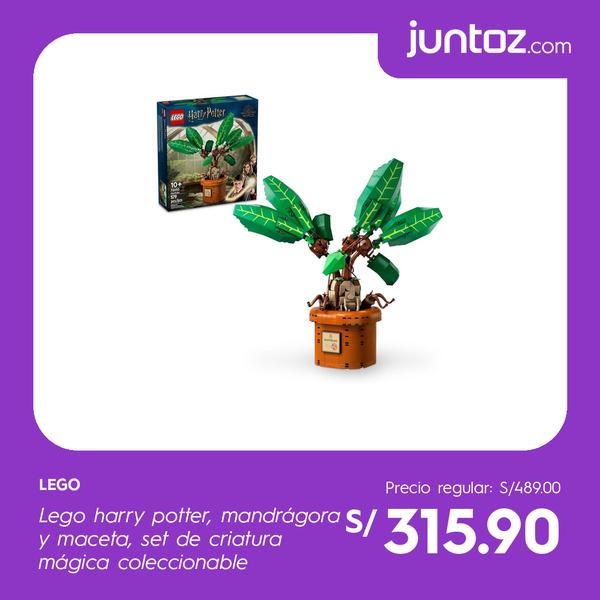 juntoz.com
LEGO
Harry Potter
10+
579
LEGO
Precio regular: S/489.00
Lego harry potter, mandrágora
y maceta, set de criatura
mágica coleccionable
S/ 315.90